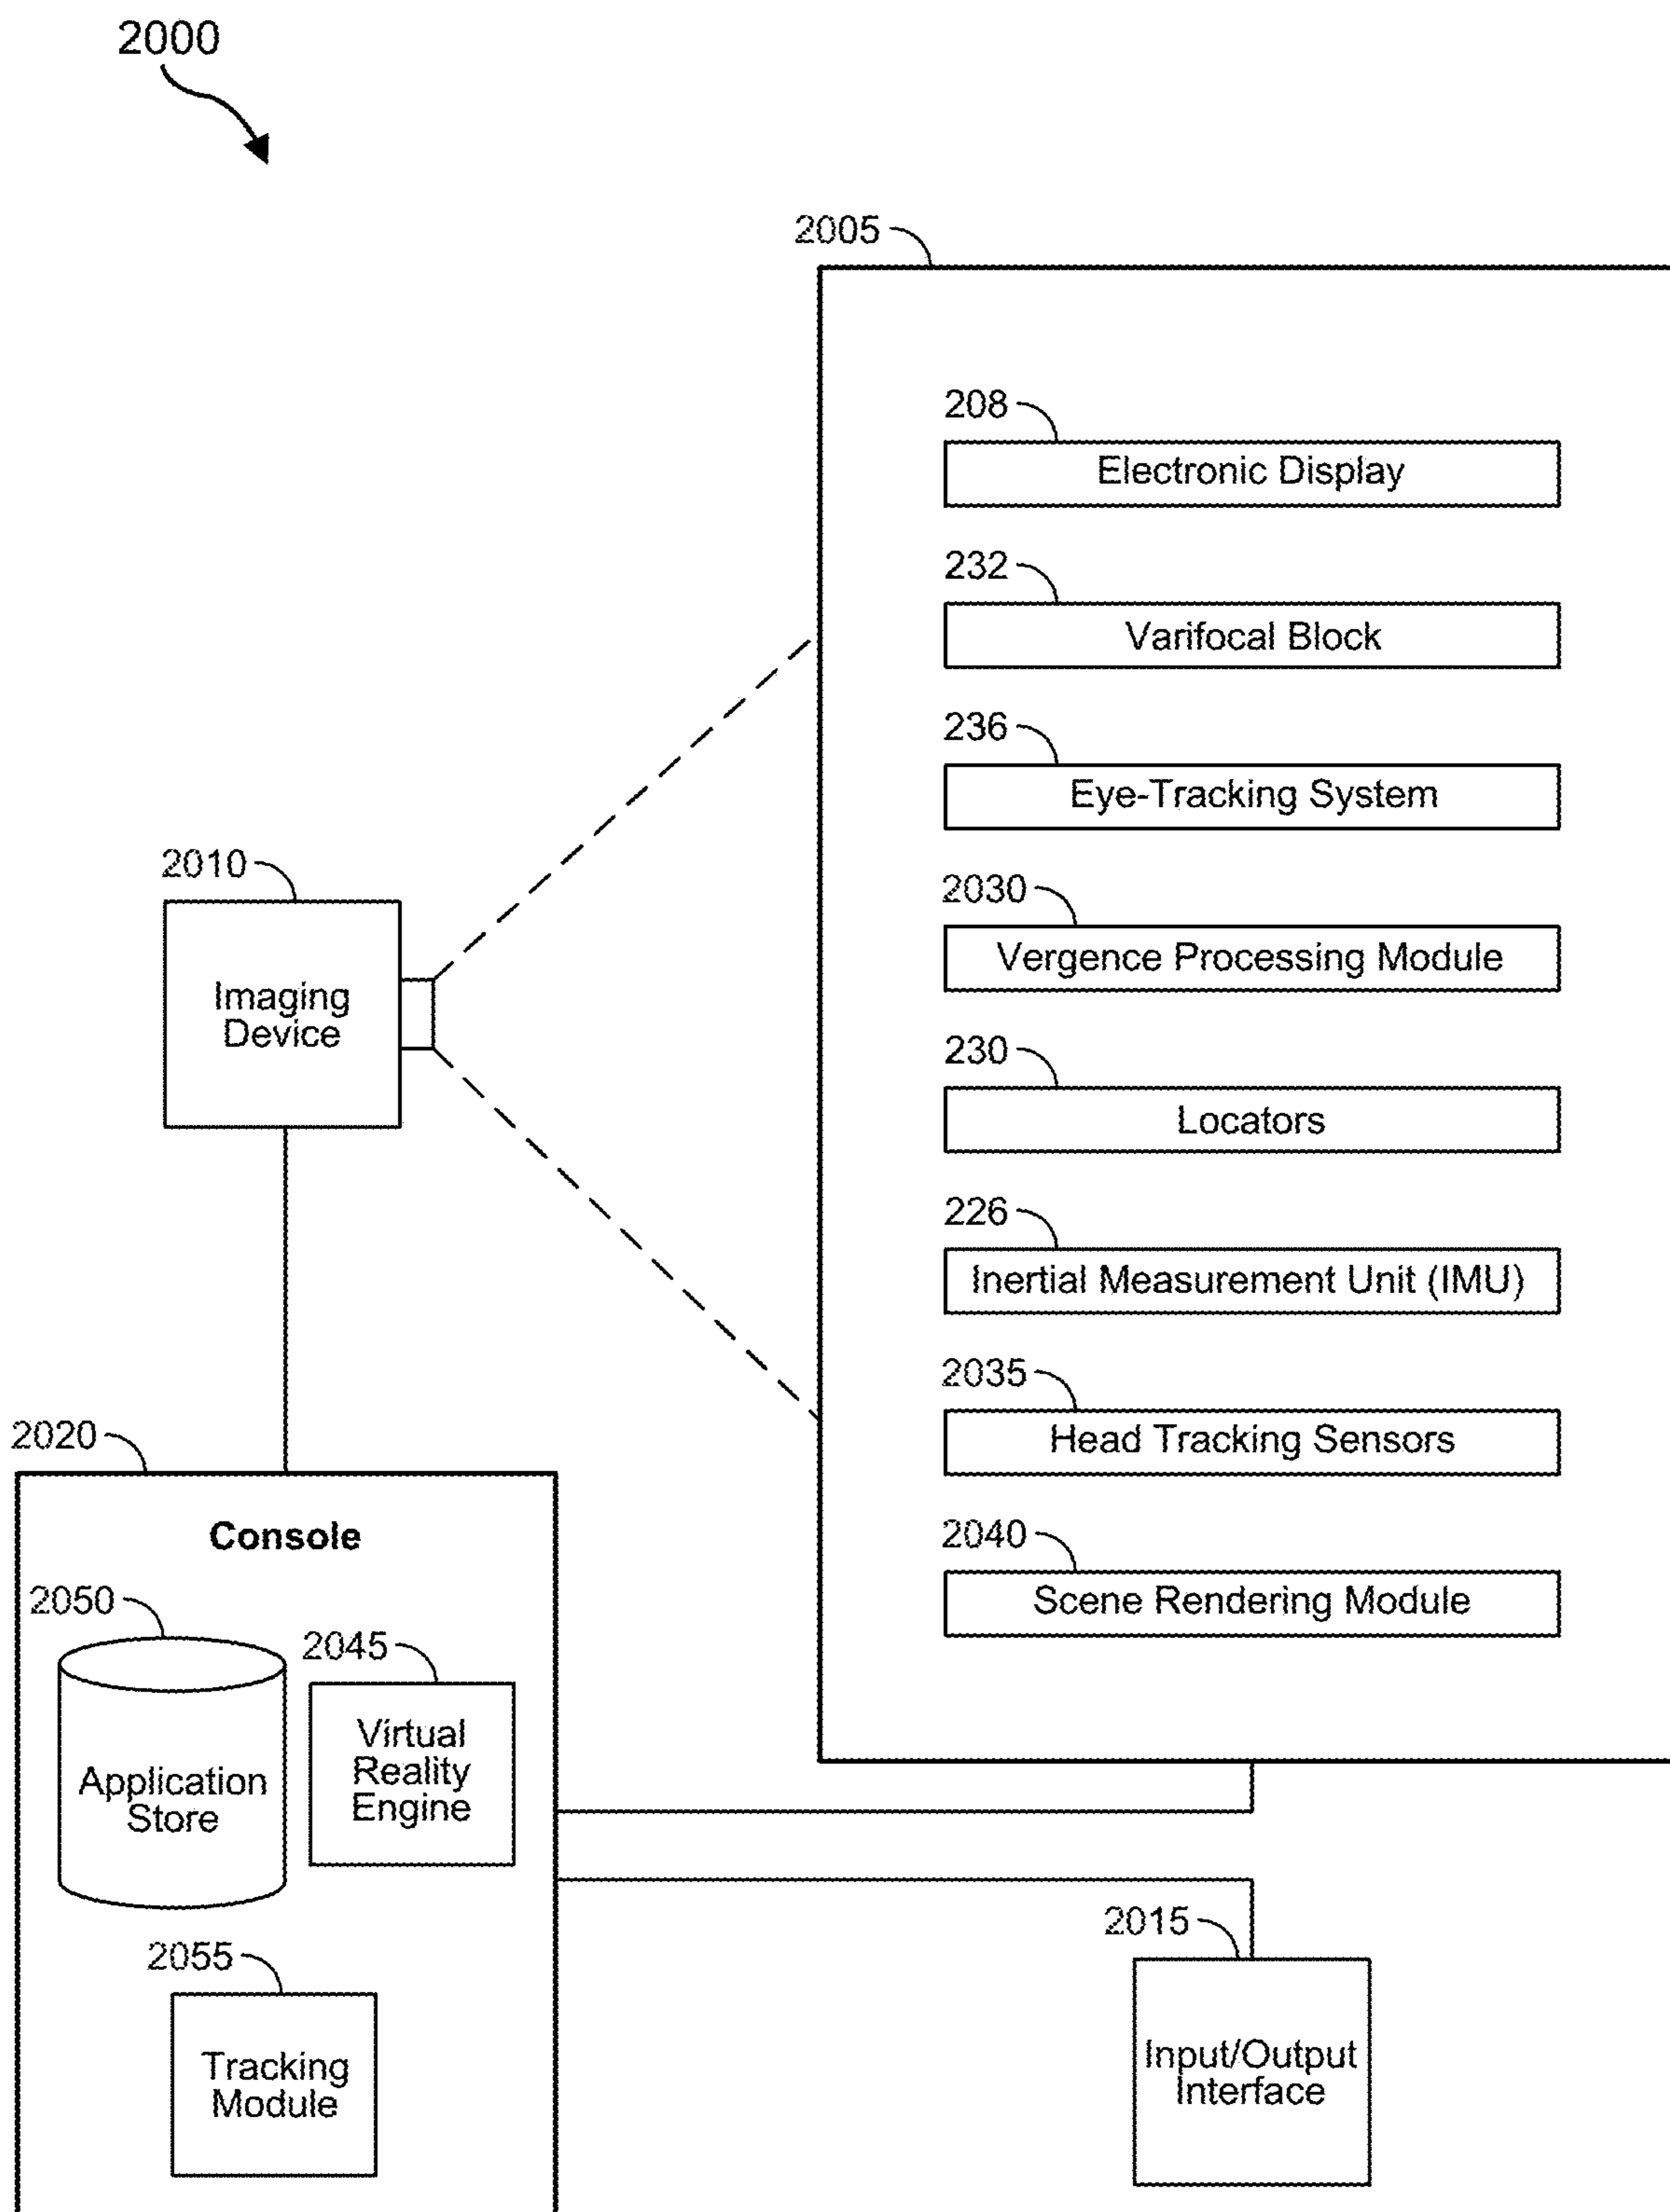 2000
2005
208
Electronic Display
232
Varifocal Block
236
Eye-Tracking System
2010
Imaging
Device
2030
Vergence Processing Module
230
Locators
226
Inertial Measurement Unit (IMU)
2035
Head Tracking Sensors
2040
Scene Rendering Module
2020
Console
2050
Application
Store
2045
Virtual
Reality
Engine
2055
Tracking
Module
2015
Input/Output
Interface